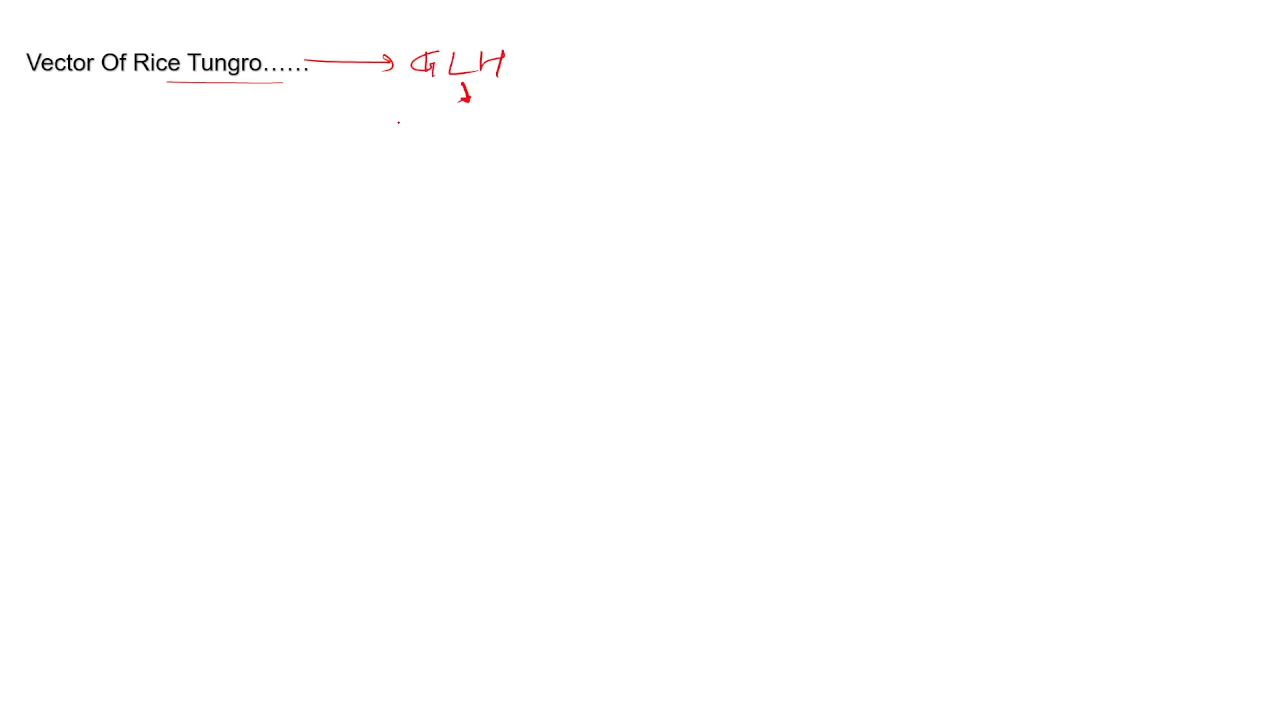 Vector Of Rice Tungro...... → GLH